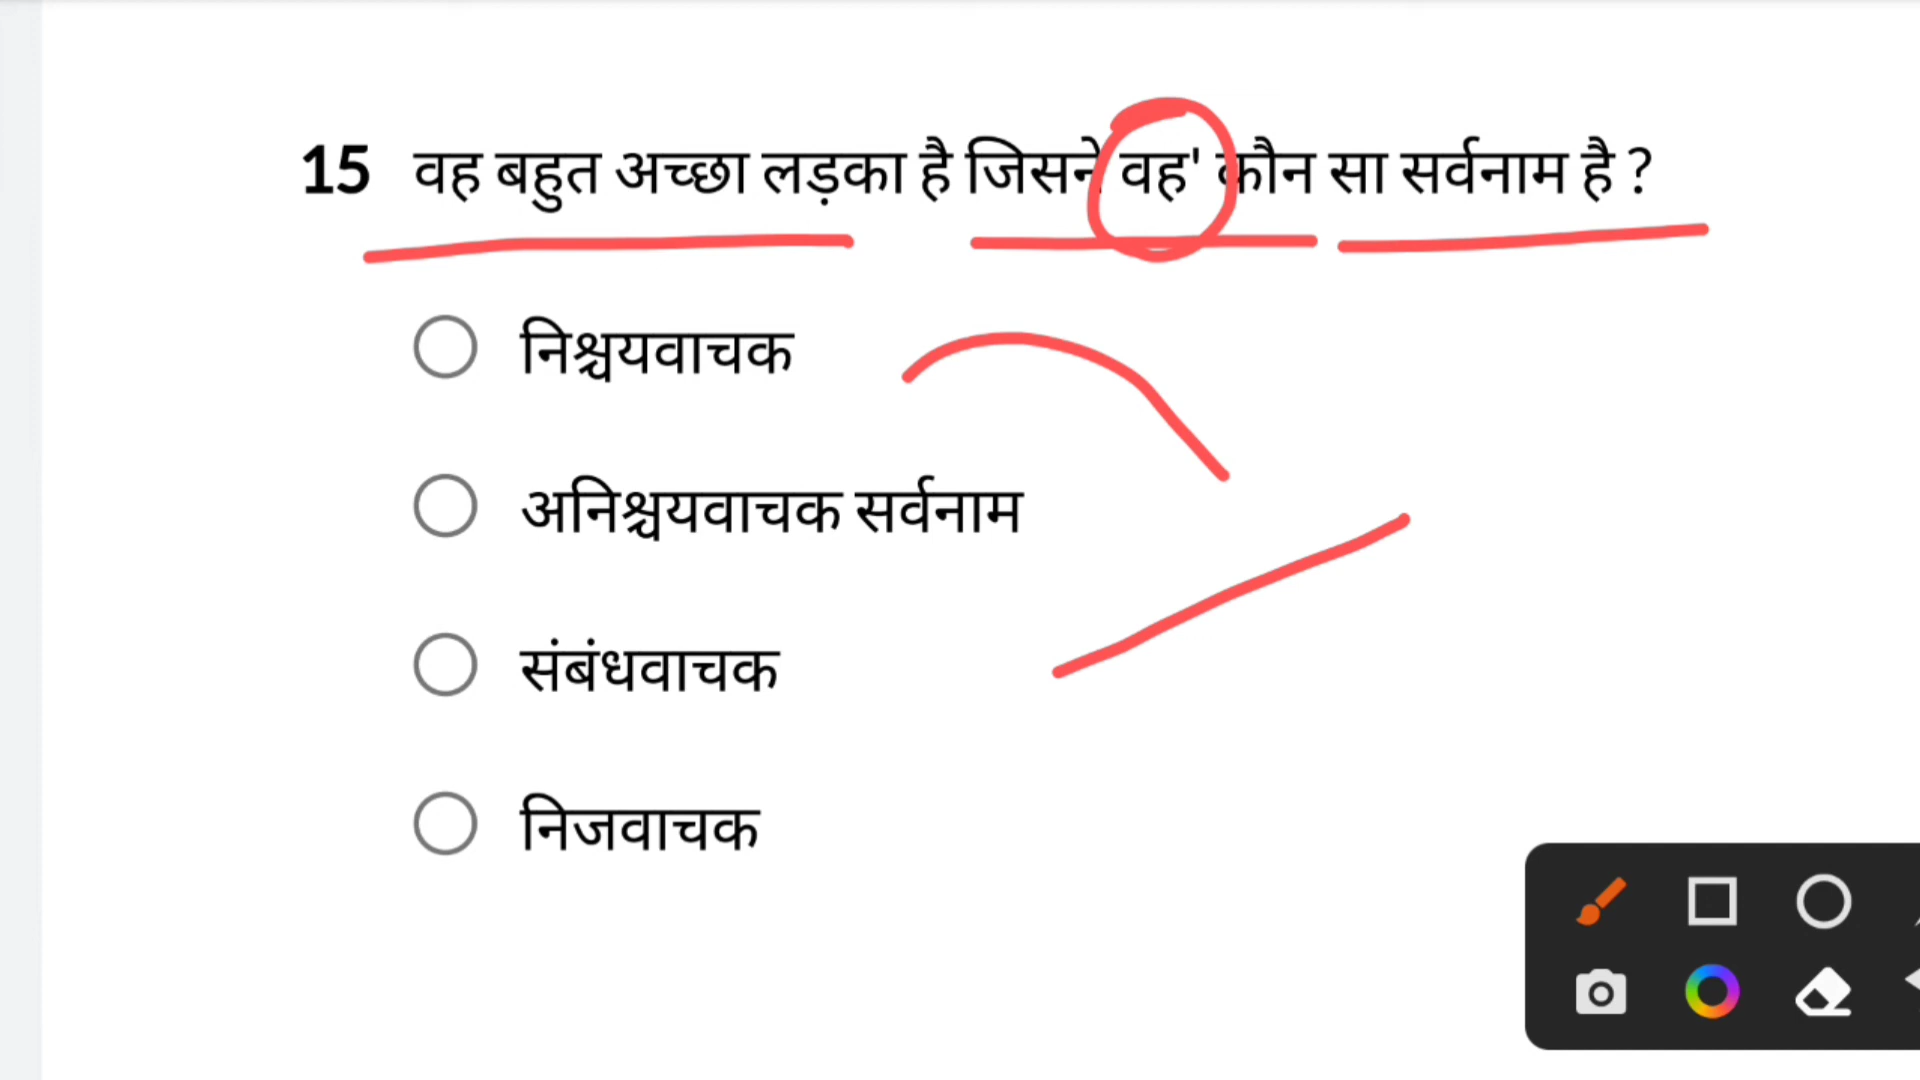 15 वह बहुत अच्छा लड़का है जिसने वह' कौन सा सर्वनाम है ?
निश्चयवाचक
अनिश्चयवाचक सर्वनाम
संबंधवाचक
निजवाचक